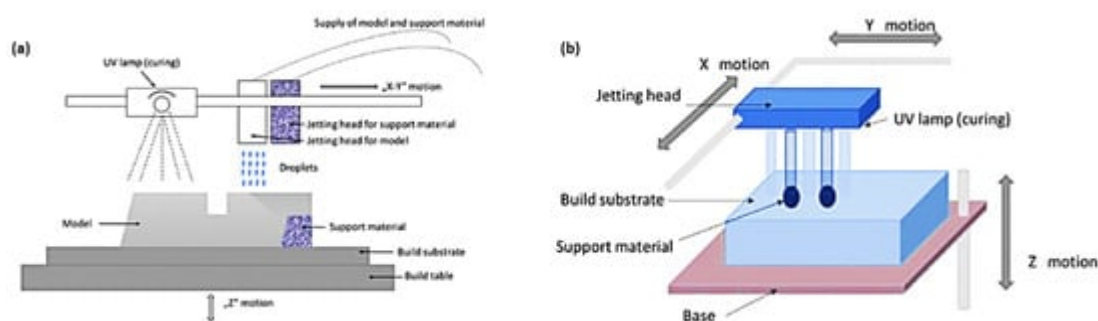 Supply of model and support material
(a)
UV lamp (curing)
„X-Y" motion
Jetting head for support material
Jetting head for model
Droplets
Model
Support material
Build substrate
Build table
„Z" motion
(b)
Y motion
X motion
Jetting head
UV lamp (curing)
Build substrate
Support material
Z motion
Base